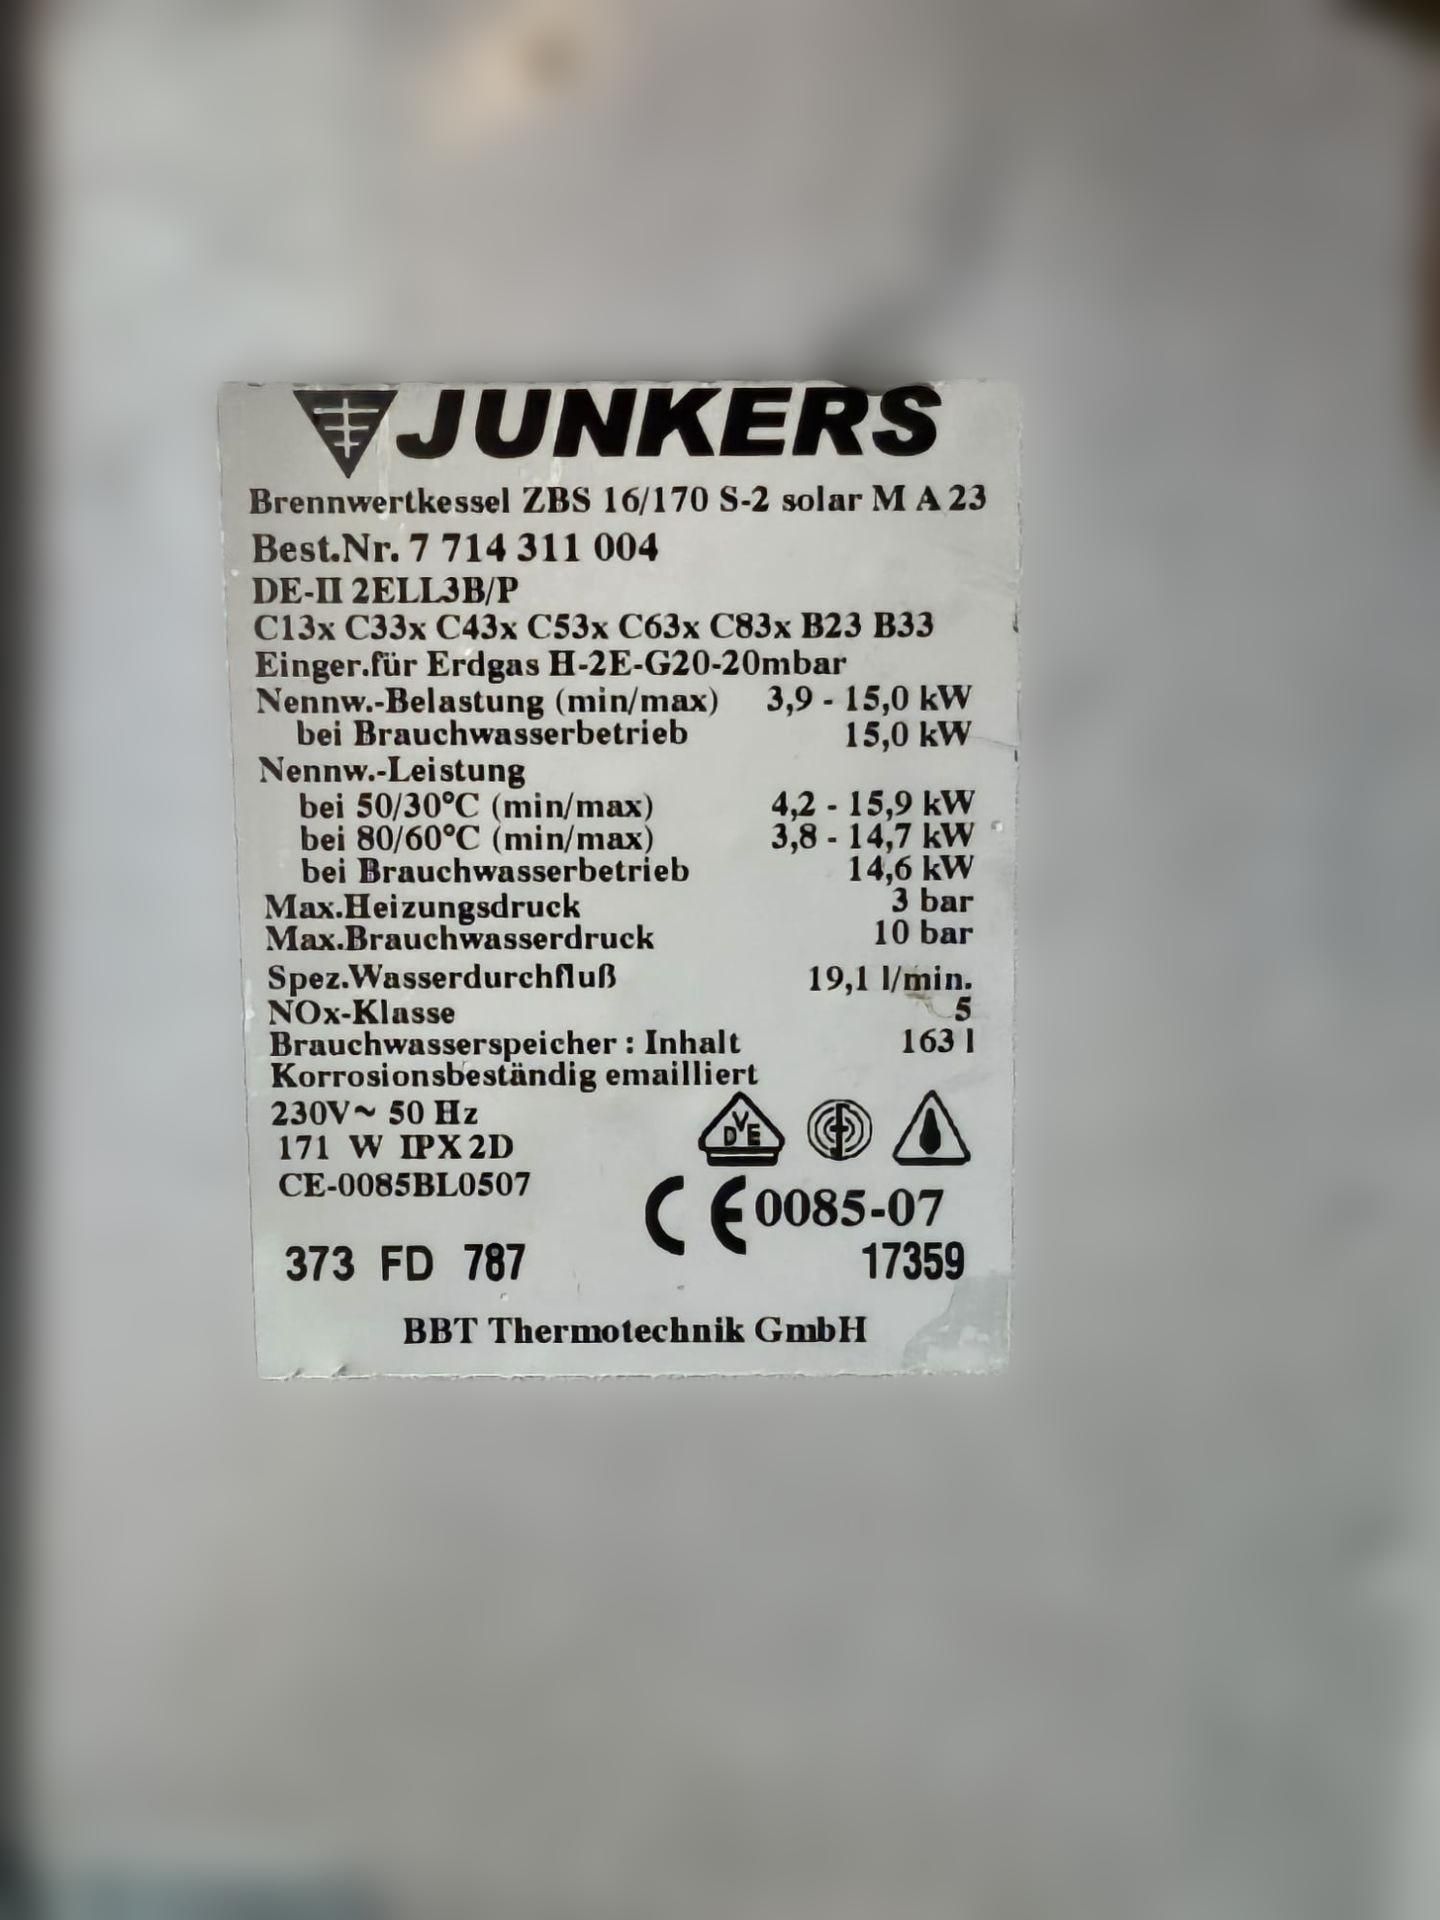 JUNKERS
Brennwertkessel ZBS 16/170 S-2 solar M A 23
Best.Nr. 7 714 311 004
DE-II 2ELL3B/P
C13x C33x C43x C53x C63x C83x B23 B33
Einger.für Erdgas H-2E-G20-20mbar
Nennw.-Belastung (min/max) 3,9 - 15,0 kW
bei Brauchwasserbetrieb 15,0 kW
Nennw.-Leistung
bei 50/30°C (min/max) 4,2 - 15,9 kW
bei 80/60°C (min/max) 3,8 - 14,7 kW
bei Brauchwasserbetrieb 14,6 kW
Max.Heizungsdruck 3 bar
Max.Brauchwasserdruck 10 bar
Spez.Wasserdurchfluß 19,1 l/min.
NOx-Klasse 5
Brauchwasserspeicher : Inhalt 163 l
Korrosionsbeständig emailliert
230V~ 50 Hz
DVE
171 W IPX2D
CE-0085BL0507
CE 0085-07
373 FD 787 17359
BBT Thermotechnik GmbH